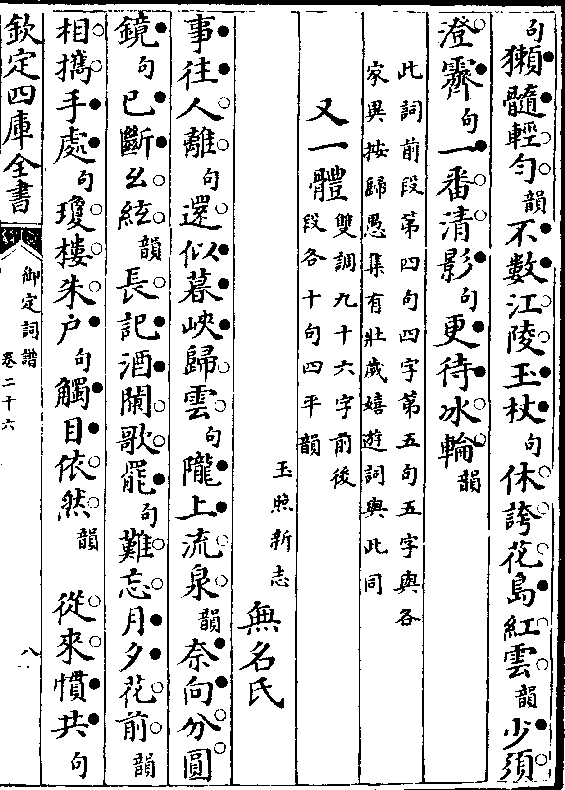 句獺髓輕勻韻不數江陵玉杖句休誇花島紅雲韻少須
澄霽句一番清影句更待冰輪韻
此詞前段第四句四字第五句五字與各
家異按歸愚集有壯歲嬉遊詞與此同
又一體雙調九十六字前後
段各十句四平韻
玉照新志無名氏
事往人離句還似暮峽歸雲句隴上流泉韻奈向分圓
鏡句已斷么絃韻長記酒闌歌罷句難忘月夕花前韻
相攜手處句瓊樓朱户句觸目依然韻 從來慣共句
欽定四庫全書
御定詞譜
卷二十六
八